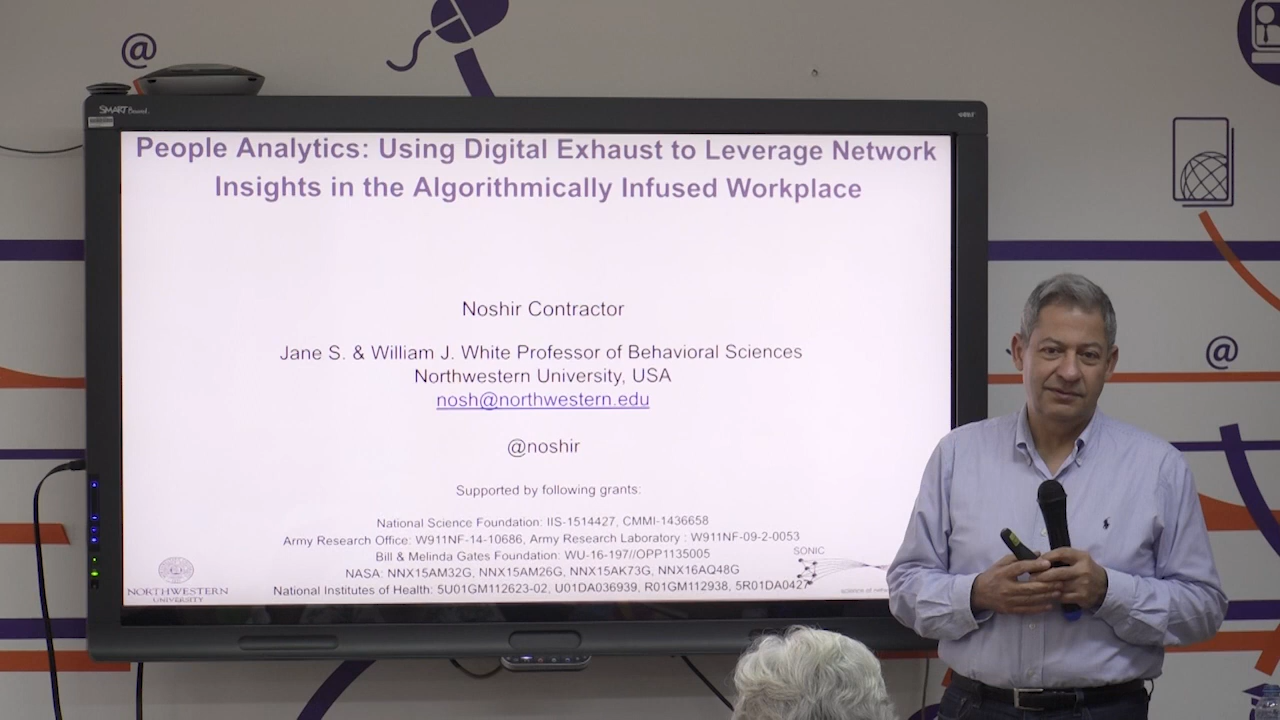 SMART Board
People Analytics: Using Digital Exhaust to Leverage Network
Insights in the Algorithmically Infused Workplace
Noshir Contractor
Jane S. & William J. White Professor of Behavioral Sciences
Northwestern University, USA
nosh@northwestern.edu
@noshir
Supported by following grants:
National Science Foundation: IIS-1514427, CMMI-1436658
Army Research Office: W911NF-14-10686, Army Research Laboratory : W911NF-09-2-0053
Bill & Melinda Gates Foundation: WU-16-197//OPP1135005
NASA: NNX15AM32G, NNX15AM26G, NNX15AK73G, NNX16AQ48G
National Institutes of Health: 5U01GM112623-02, U01DA036939, R01GM112938, 5R01DA0427
NORTHWESTERN
UNIVERSITY
SONIC
science of
@
@